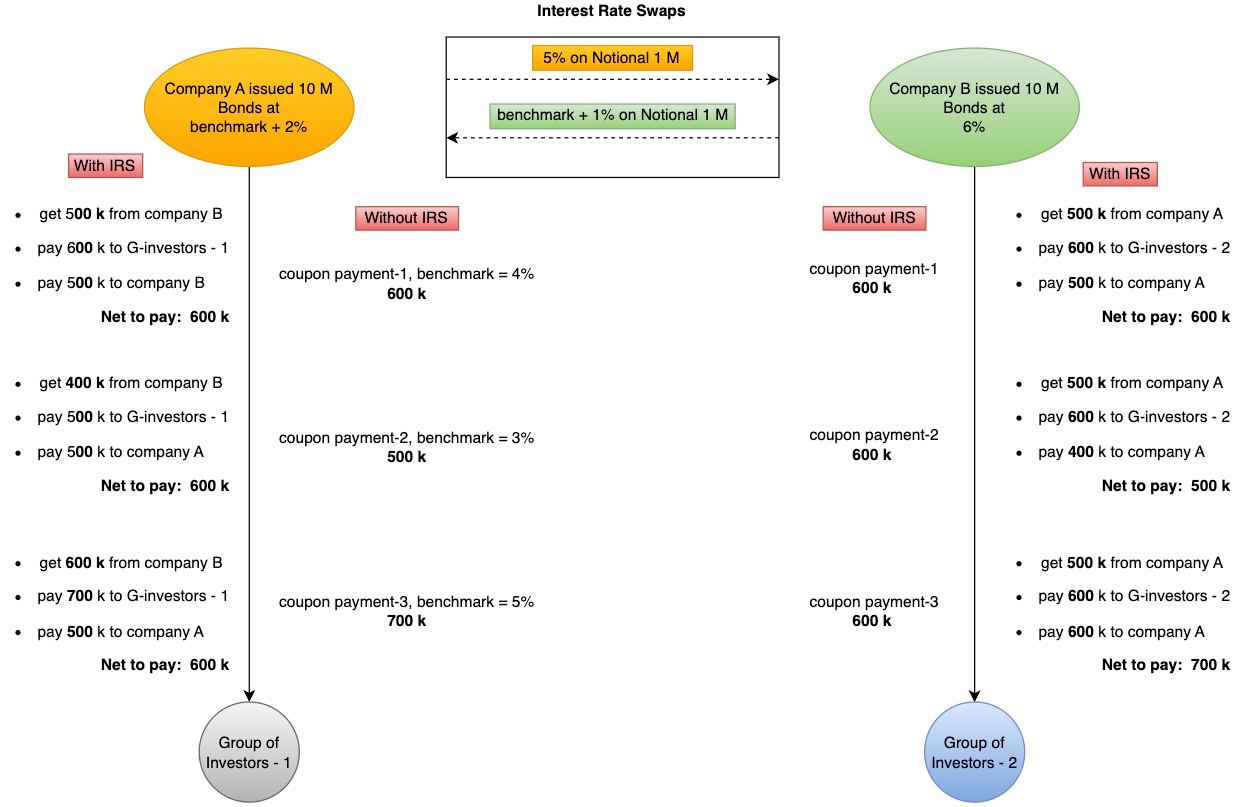 Interest Rate Swaps
Company A issued 10 M
Bonds at
benchmark + 2%
5% on Notional 1 M
benchmark + 1% on Notional 1 M
Company B issued 10 M
Bonds at
6%
With IRS
get 500 k from company B
pay 600 k to G-investors - 1
pay 500 k to company B
Net to pay: 600 k
get 400 k from company B
pay 500 k to G-investors - 1
pay 500 k to company A
Net to pay: 600 k
get 600 k from company B
pay 700 k to G-investors - 1
pay 500 k to company A
Net to pay: 600 k
Without IRS
coupon payment-1, benchmark = 4%
600 k
coupon payment-2, benchmark = 3%
500 k
coupon payment-3, benchmark = 5%
700 k
Without IRS
coupon payment-1
600 k
coupon payment-2
600 k
coupon payment-3
600 k
With IRS
get 500 k from company A
pay 600 k to G-investors - 2
pay 500 k to company A
Net to pay: 600 k
get 500 k from company A
pay 600 k to G-investors - 2
pay 400 k to company A
Net to pay: 500 k
get 500 k from company A
pay 600 k to G-investors - 2
pay 600 k to company A
Net to pay: 700 k
Group of
Investors - 1
Group of
Investors - 2